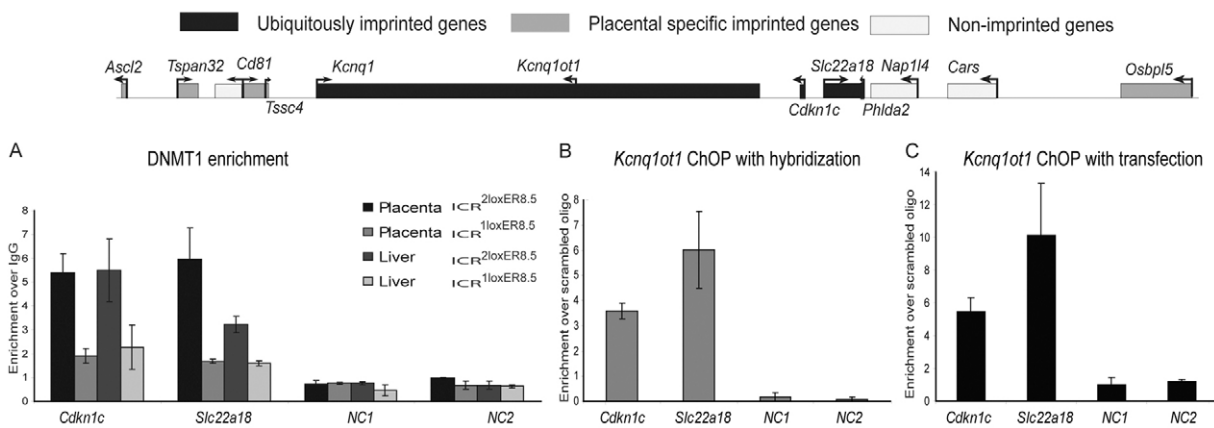 Ubiquitously imprinted genes Placental specific imprinted genes Non-imprinted genes
Ascl2 Tspan32 Cd81 Kcnq1 Kcnq1ot1 Slc22a18 Nap1l4 Cars Osbpl5
Tssc4 Cdkn1c Phlda2
A DNMT1 enrichment
Enrichment over IgG
8
7
6
5
4
3
2
1
0
Placenta ICR2loxER8.5
Placenta ICR1loxER8.5
Liver ICR2loxER8.5
Liver ICR1loxER8.5
Cdkn1c Slc22a18 NC1 NC2
B Kcnq1ot1 ChOP with hybridization
Enrichment over scrambled oligo
8
7
6
5
4
3
2
1
0
Cdkn1c Slc22a18 NC1 NC2
C Kcnq1ot1 ChOP with transfection
Enrichment over scrambled oligo
14
12
10
8
6
4
2
0
Cdkn1c Slc22a18 NC1 NC2